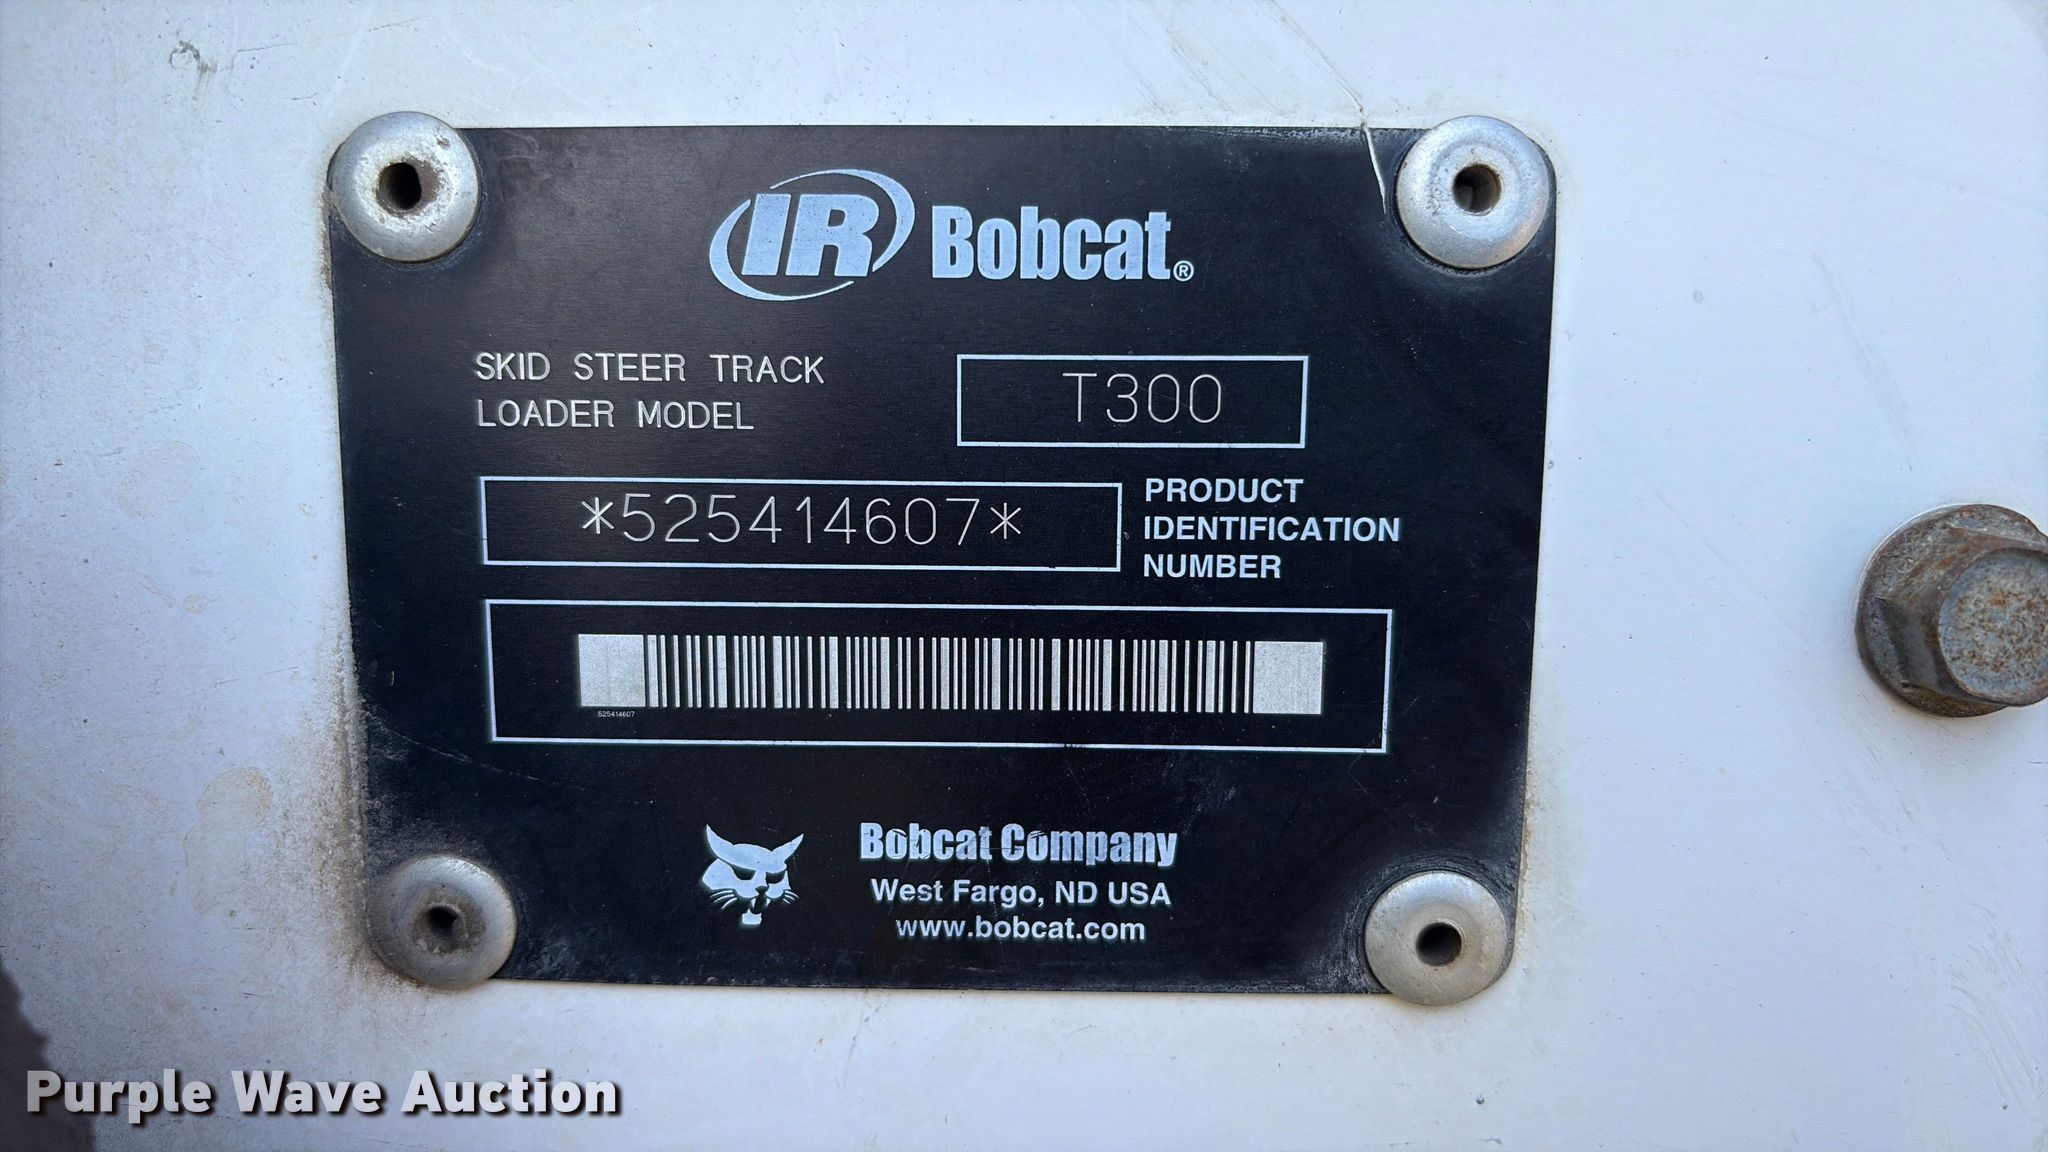 IR Bobcat®
SKID STEER TRACK
LOADER MODEL
T300
*525414607*
PRODUCT
IDENTIFICATION
NUMBER
525414607
Bobcat Company
West Fargo, ND USA
www.bobcat.com
Purple Wave Auction